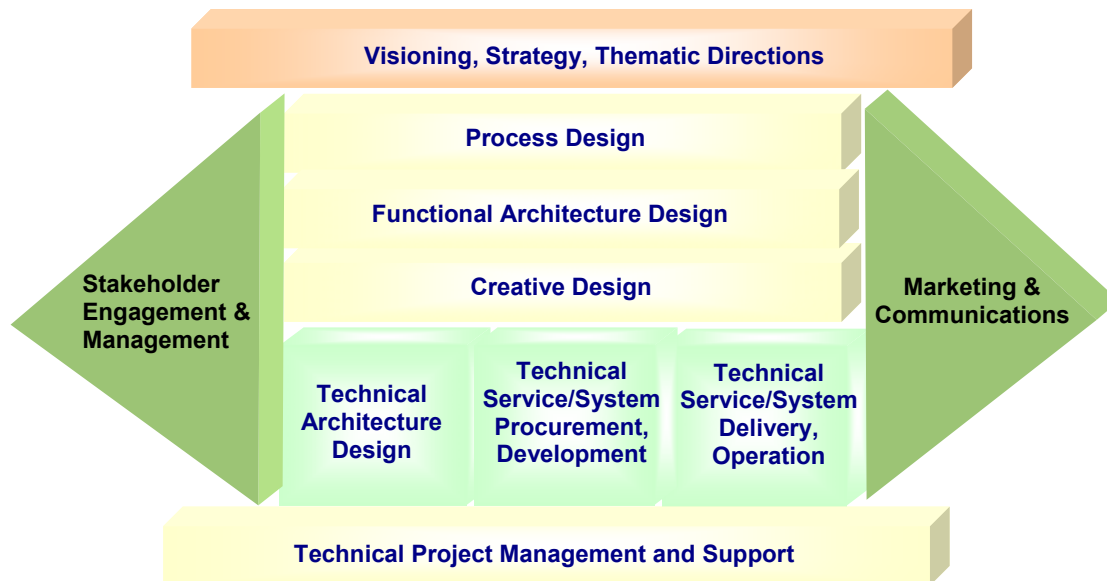 Visioning, Strategy, Thematic Directions
Process Design
Functional Architecture Design
Creative Design
Stakeholder
Engagement &
Management
Marketing &
Communications
Technical
Architecture
Design
Technical
Service/System
Procurement,
Development
Technical
Service/System
Delivery,
Operation
Technical Project Management and Support